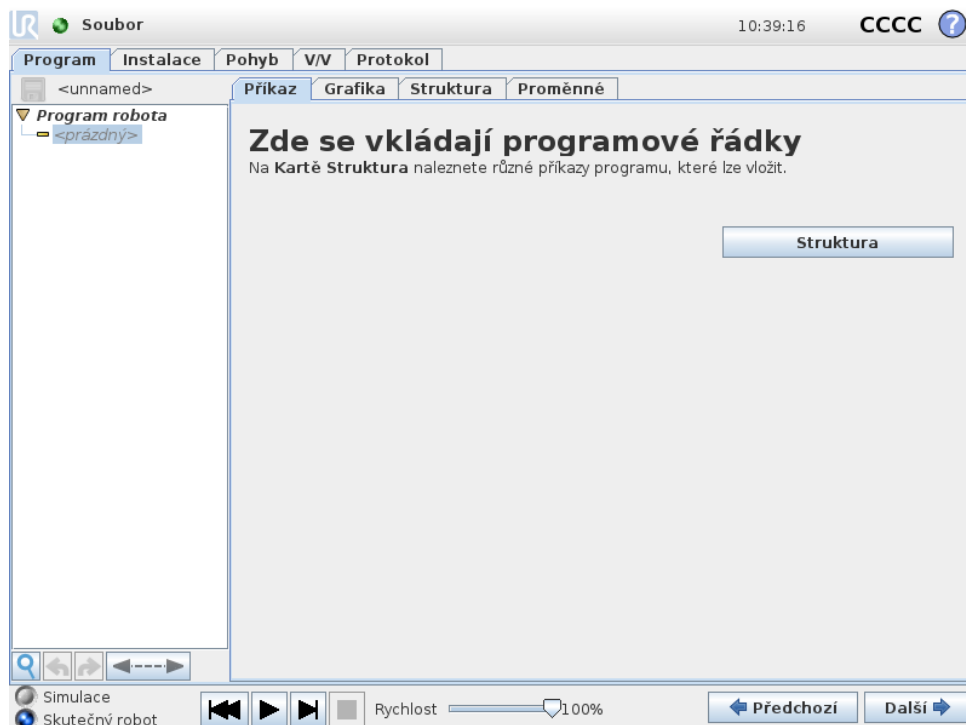 UR Soubor 10:39:16 CCCC ?
Program Instalace Pohyb V/V Protokol
<unnamed>
Příkaz Grafika Struktura Proměnné
Program robota
<prázdný>
Zde se vkládají programové řádky
Na Kartě Struktura naleznete různé příkazy programu, které lze vložit.
Struktura
Simulace
Skutečný robot
Rychlost 100%
Předchozí Další